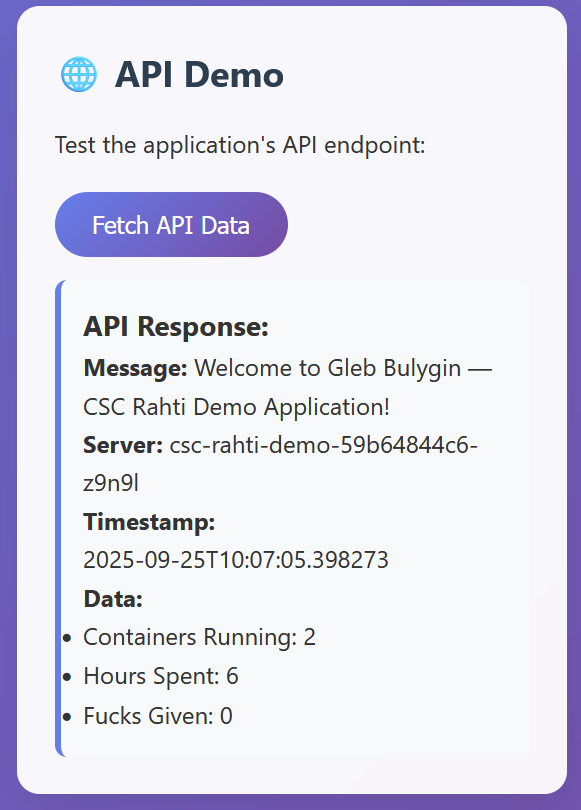 API Demo
Test the application's API endpoint:
Fetch API Data
API Response:
Message: Welcome to Gleb Bulygin —
CSC Rahti Demo Application!
Server: csc-rahti-demo-59b64844c6-
z9n9l
Timestamp:
2025-09-25T10:07:05.398273
Data:
• Containers Running: 2
• Hours Spent: 6
• Fucks Given: 0